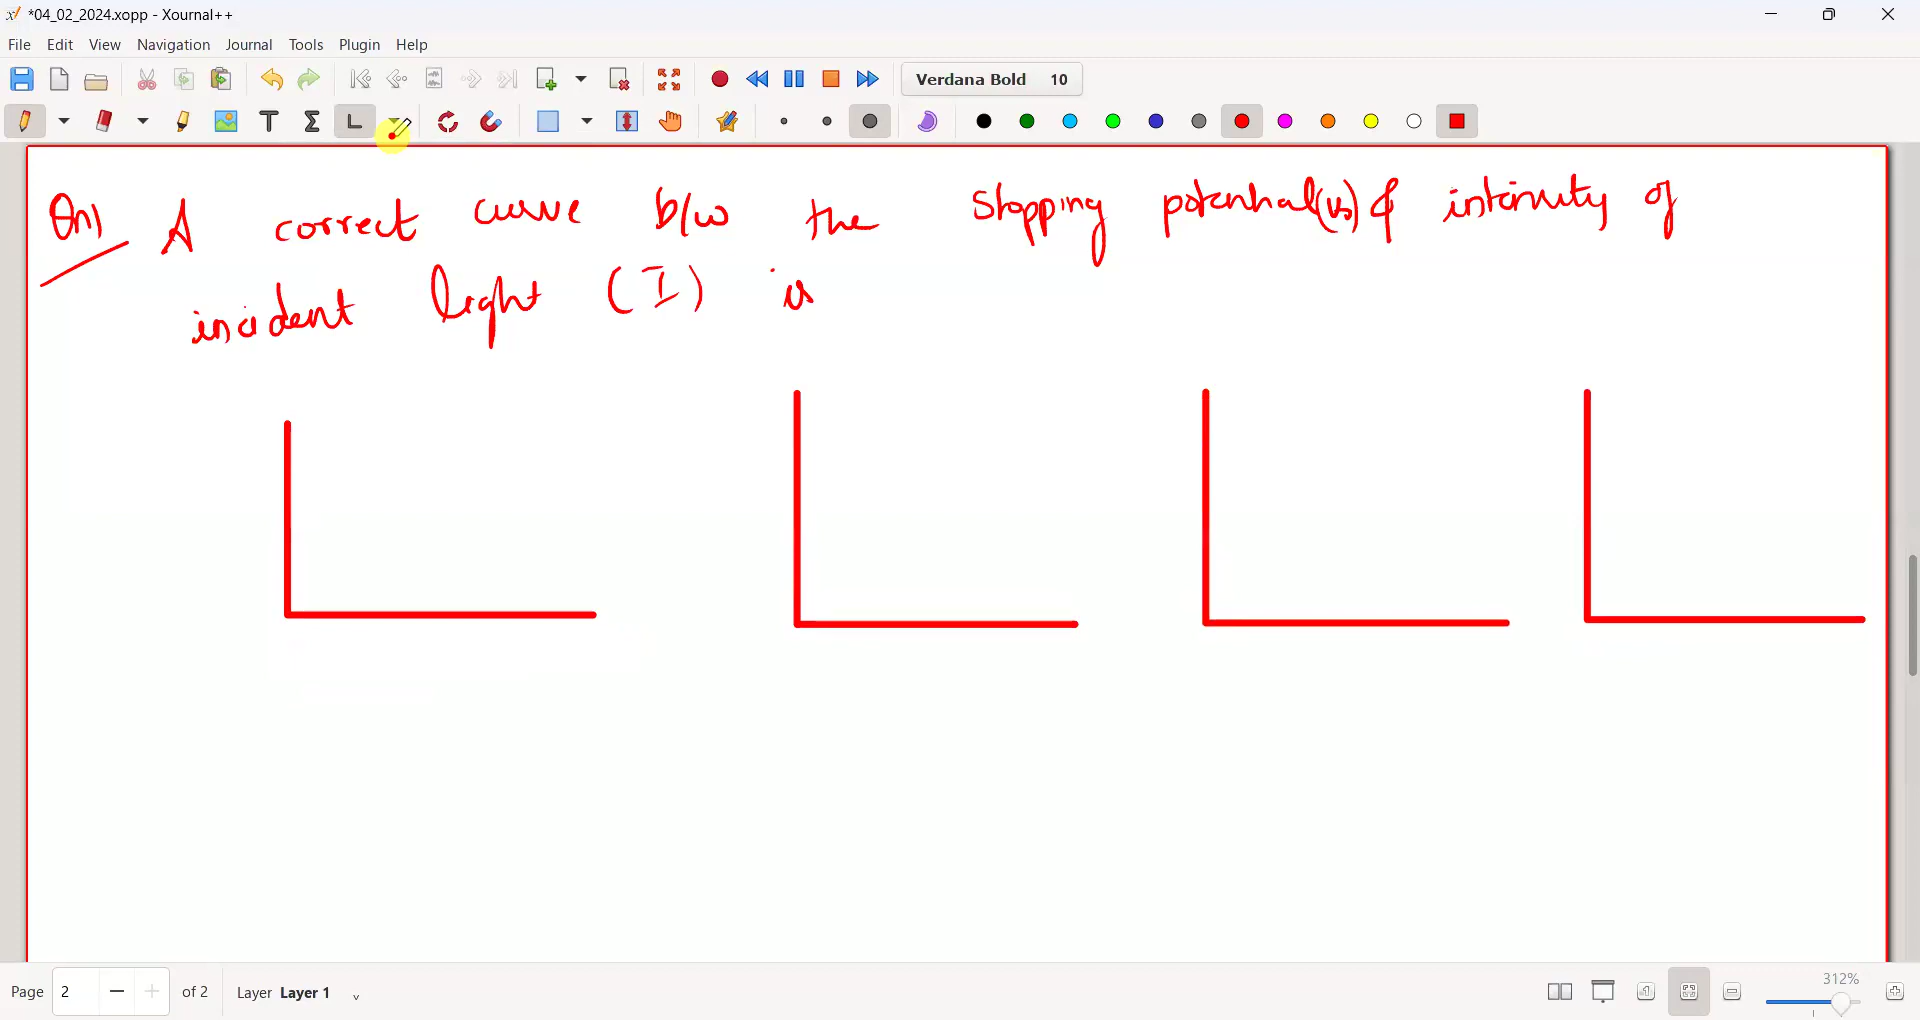 *04_02_2024.xopp - Xournal++
File Edit View Navigation Journal Tools Plugin Help
Verdana Bold 10
Qn) A correct curve b/w the stopping potential (vs) & intensity of
incident light (I) is
Page 2 of 2 Layer Layer 1 312%